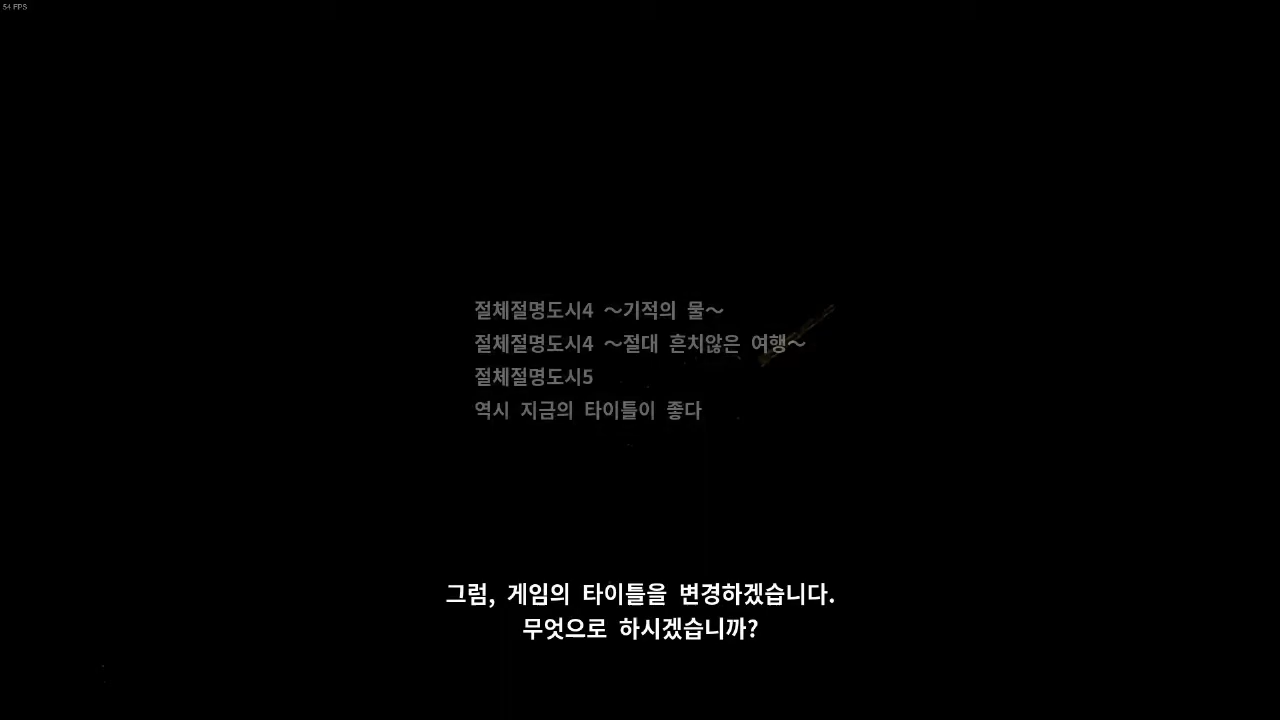 54 FPS
절체절명도시4 ～기적의 물～
절체절명도시4 ～절대 흔치않은 여행～
절체절명도시5
역시 지금의 타이틀이 좋다
그럼, 게임의 타이틀을 변경하겠습니다.
무엇으로 하시겠습니까?